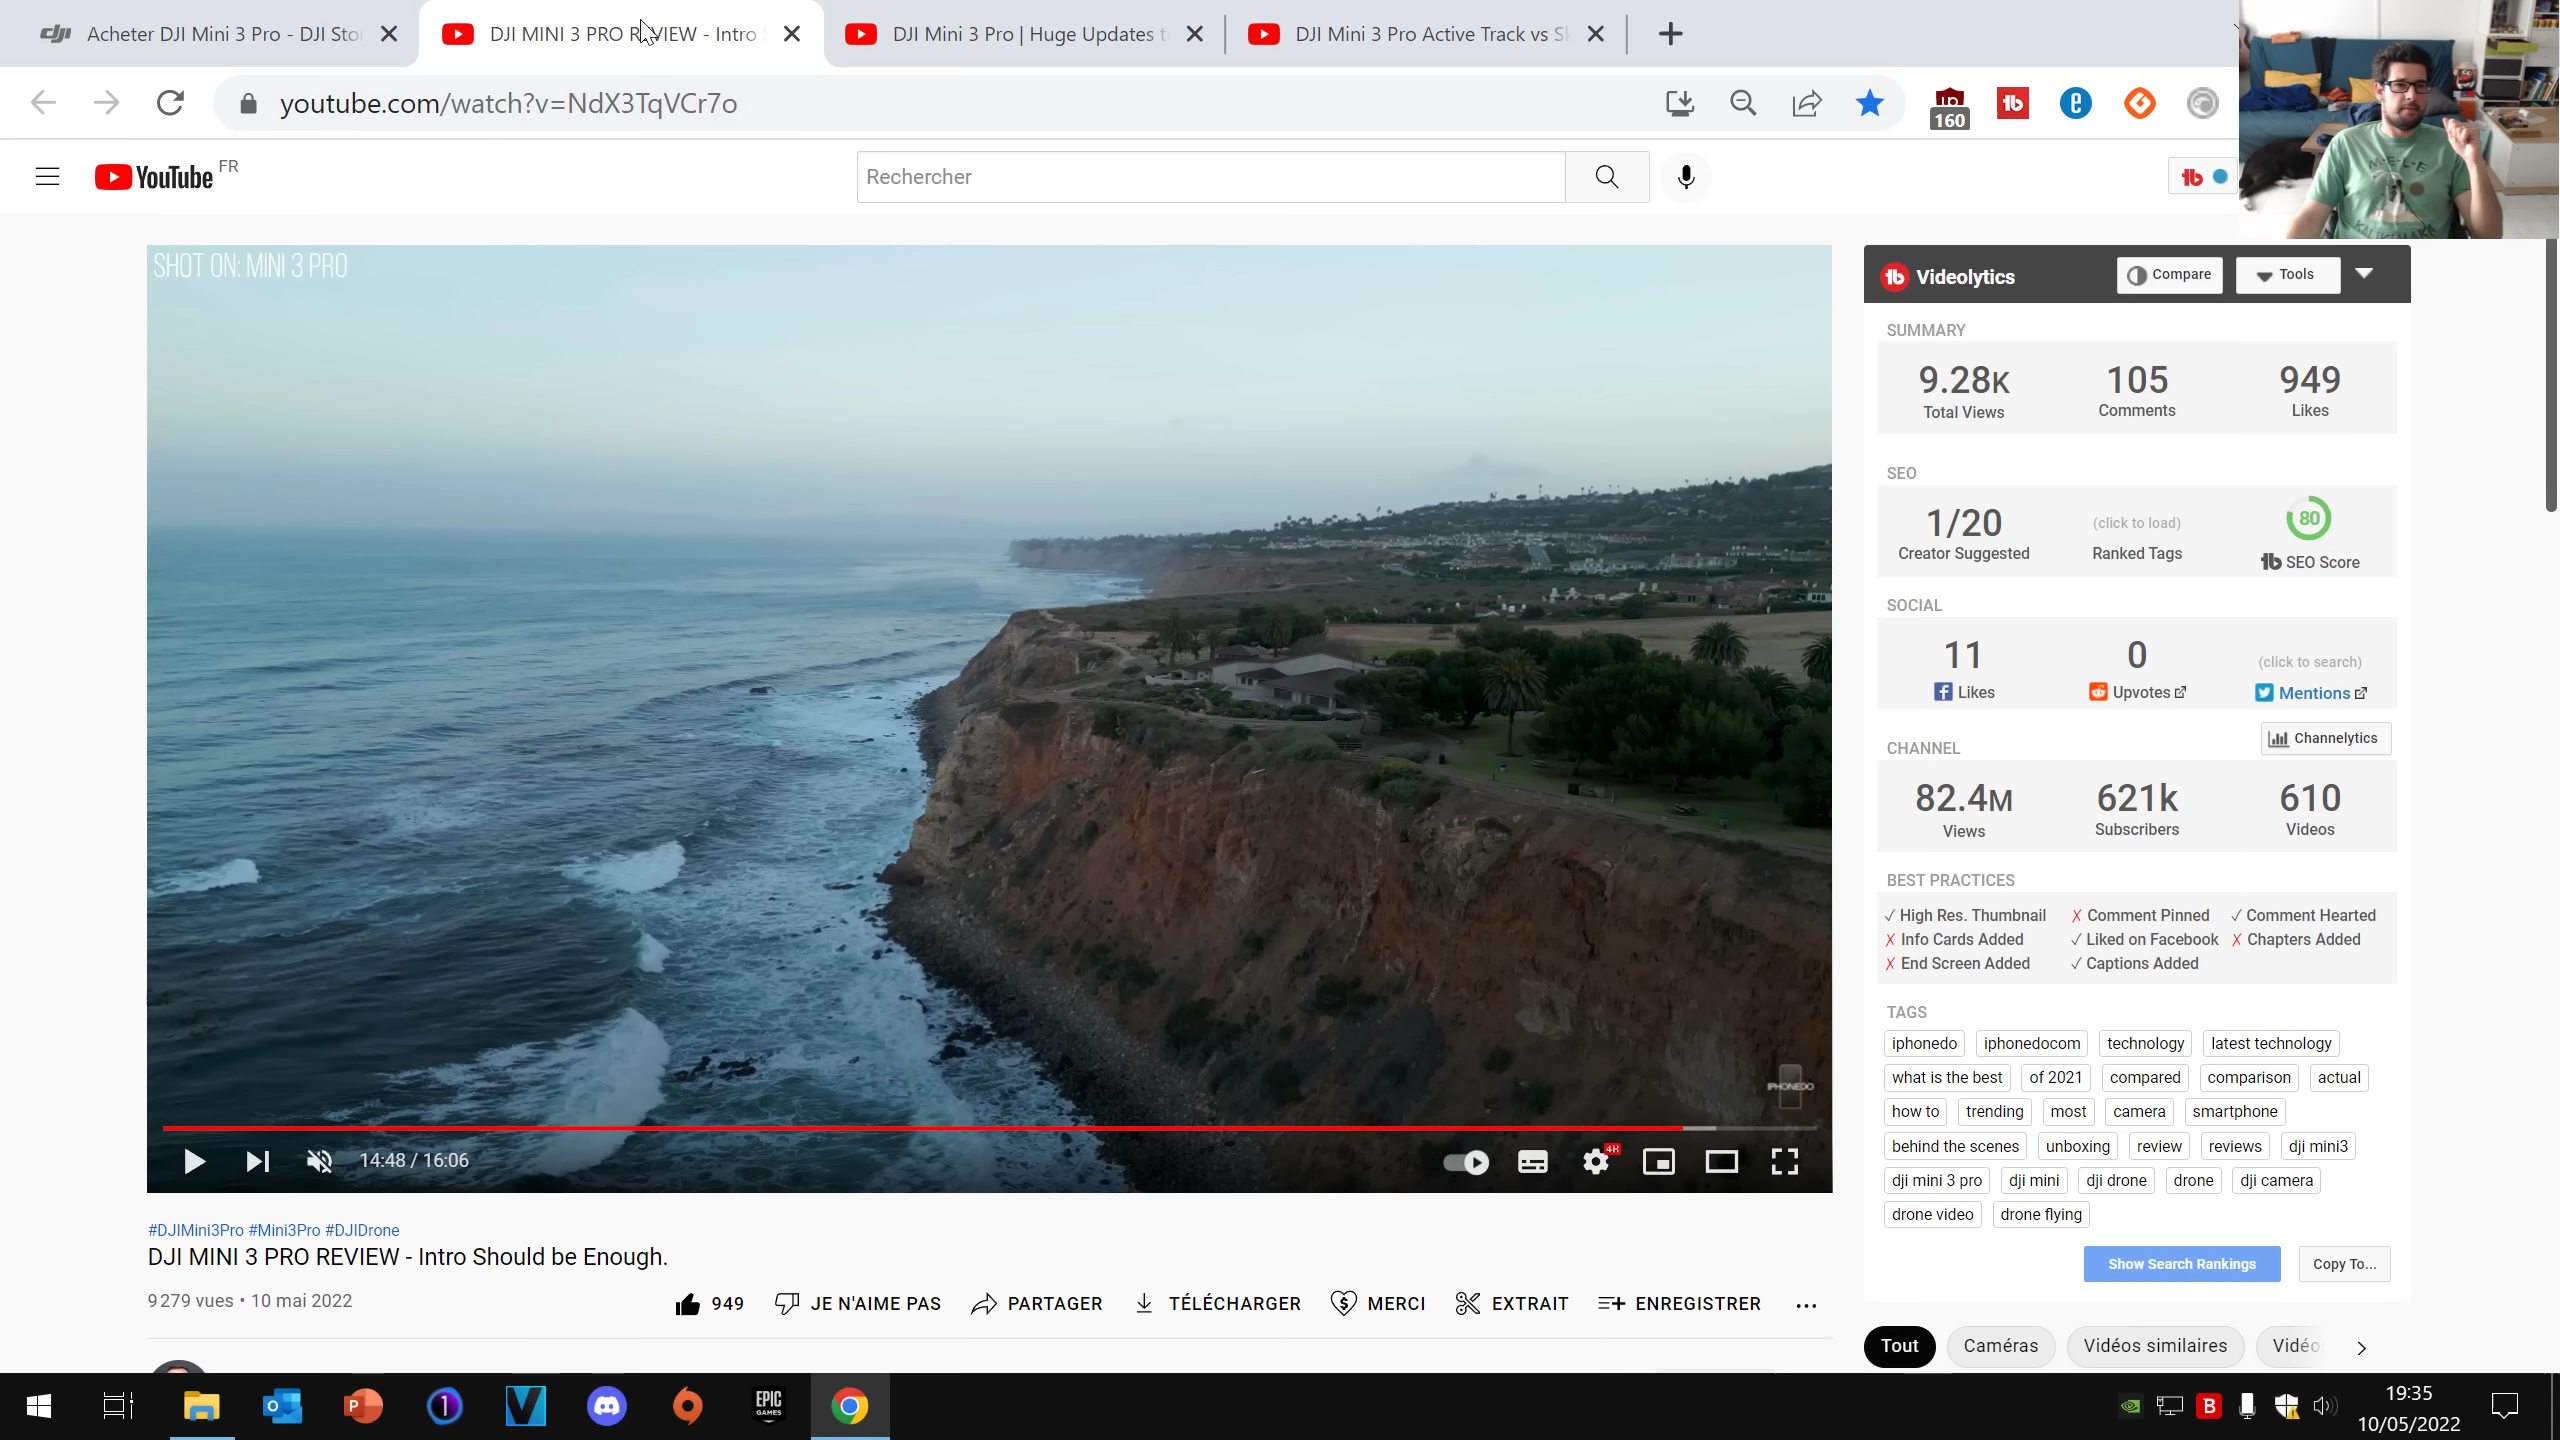 Acheter DJI Mini 3 Pro - DJI Sto
DJI MINI 3 PRO REVIEW - Intro
DJI Mini 3 Pro | Huge Updates t
DJI Mini 3 Pro Active Track vs S
youtube.com/watch?v=NdX3TqVCr7o
160
YouTube FR
Rechercher
SHOT ON: MINI 3 PRO
IPHONEDO
14:48 / 16:06
#DJIMini3Pro #Mini3Pro #DJIDrone
DJI MINI 3 PRO REVIEW - Intro Should be Enough.
9 279 vues • 10 mai 2022
949 JE N'AIME PAS PARTAGER TÉLÉCHARGER MERCI EXTRAIT ENREGISTRER
M-E-L-E
KALIKIMAKA
Videolytics Compare Tools
SUMMARY
9.28K 105 949
Total Views Comments Likes
SEO
1/20 (click to load) 80
Creator Suggested Ranked Tags SEO Score
SOCIAL
11 0 (click to search)
Likes Upvotes Mentions
CHANNEL Channelytics
82.4M 621k 610
Views Subscribers Videos
BEST PRACTICES
✓ High Res. Thumbnail ✗ Comment Pinned ✓ Comment Hearted
✗ Info Cards Added ✓ Liked on Facebook ✗ Chapters Added
✗ End Screen Added ✓ Captions Added
TAGS
iphonedo iphonedocom technology latest technology
what is the best of 2021 compared comparison actual
how to trending most camera smartphone
behind the scenes unboxing review reviews dji mini3
dji mini 3 pro dji mini dji drone drone dji camera
drone video drone flying
Show Search Rankings Copy To...
Tout Caméras Vidéos similaires Vidéo
EPIC
GAMES
19:35
10/05/2022